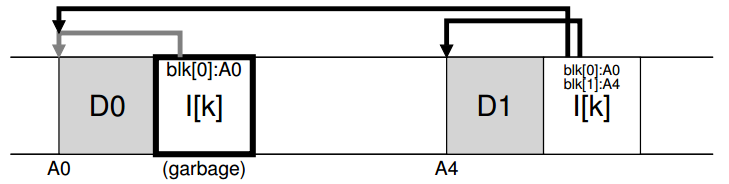 blk[0]:A0
D0
I[k]
blk[0]:A0
blk[1]:A4
D1
I[k]
A0
(garbage)
A4